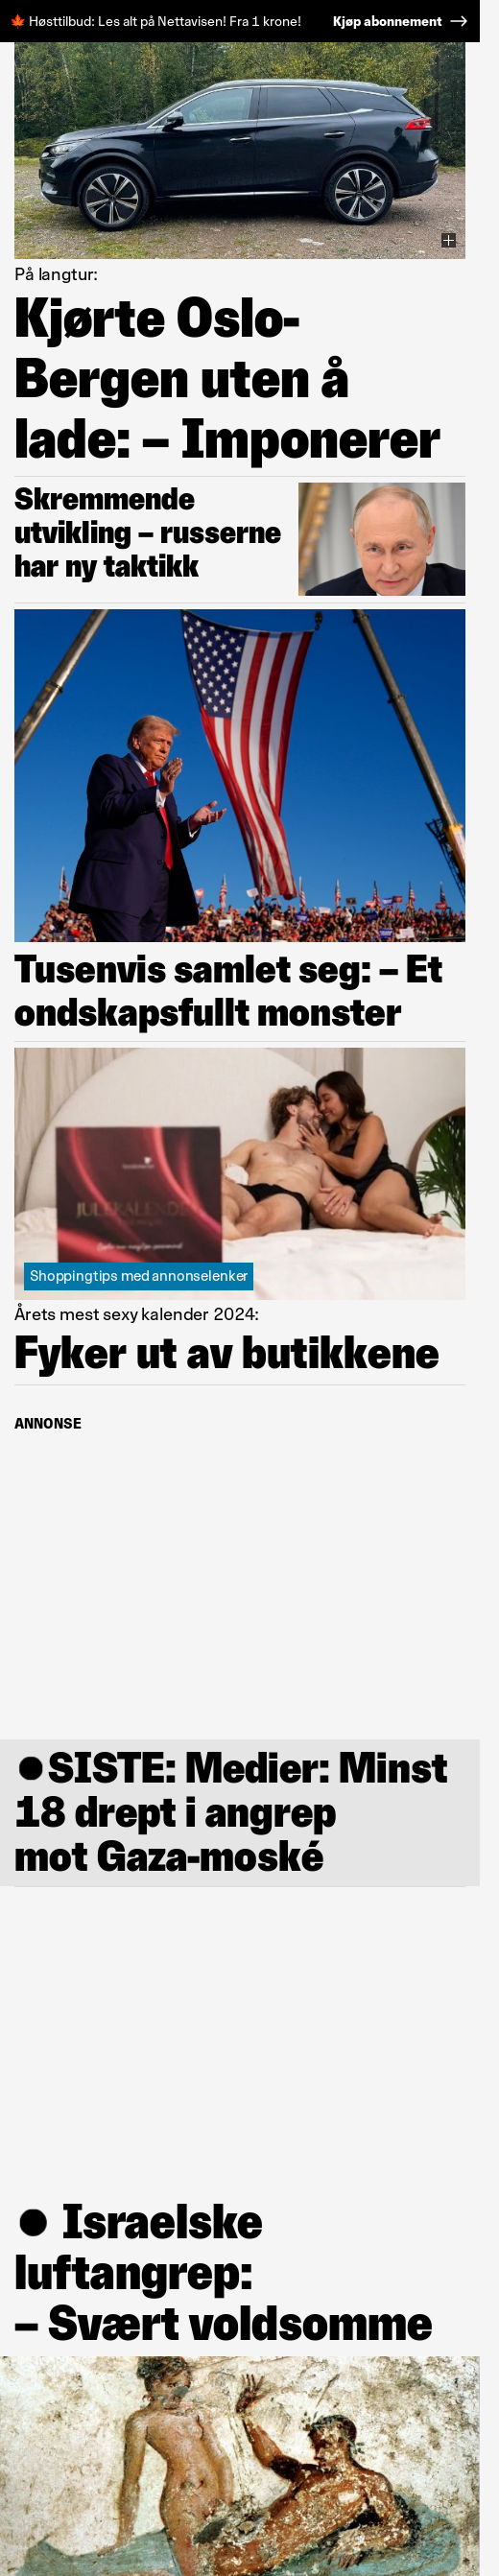 Høsttilbud: Les alt på Nettavisen! Fra 1 krone!
Kjøp abonnement →
På langtur:
Kjørte Oslo-
Bergen uten å
lade: – Imponerer
Skremmende
utvikling – russerne
har ny taktikk
Tusenvis samlet seg: – Et
ondskapsfullt monster
JULEKALENDER
Shoppingtips med annonselenker
Årets mest sexy kalender 2024:
Fyker ut av butikkene
ANNONSE
●SISTE: Medier: Minst
18 drept i angrep
mot Gaza-moské
● Israelske
luftangrep:
– Svært voldsomme